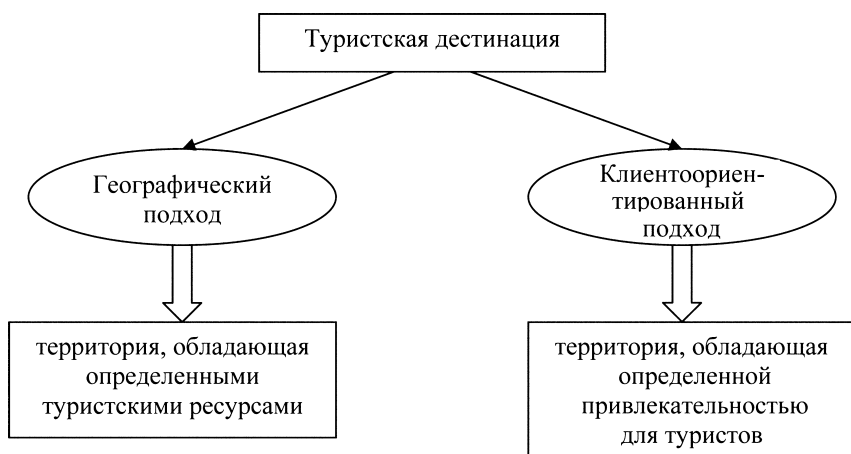 Туристская дестинация
Географический
подход
Клиентоориен-
тированный
подход
территория, обладающая
определенными
туристскими ресурсами
территория, обладающая
определенной
привлекательностью
для туристов